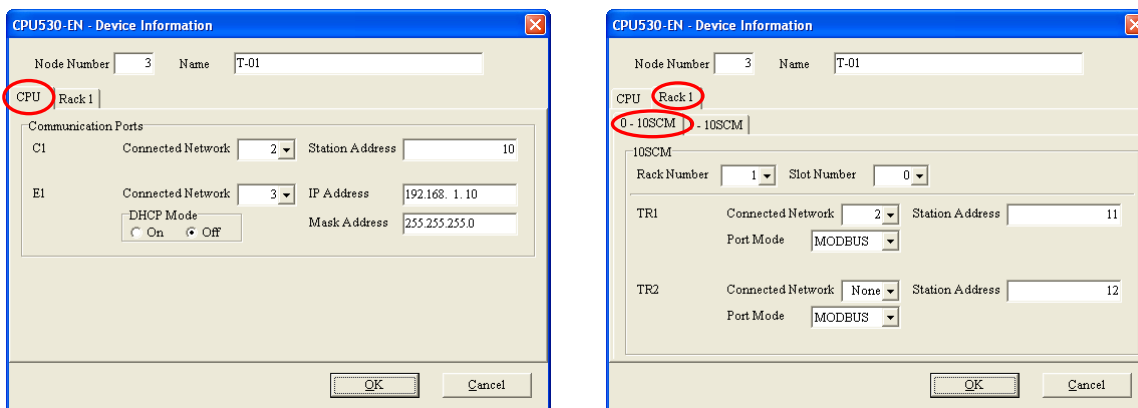 CPU530-EN - Device Information
Node Number 3 Name T-01
CPU Rack 1
Communication Ports
C1 Connected Network 2 Station Address 10
E1 Connected Network 3 IP Address 192.168. 1. 10
DHCP Mode
On Off
Mask Address 255.255.255.0
OK Cancel
CPU530-EN - Device Information
Node Number 3 Name T-01
CPU Rack 1
0 - 10SCM - 10SCM
10SCM
Rack Number 1 Slot Number 0
TR1 Connected Network 2 Station Address 11
Port Mode MODBUS
TR2 Connected Network None Station Address 12
Port Mode MODBUS
OK Cancel